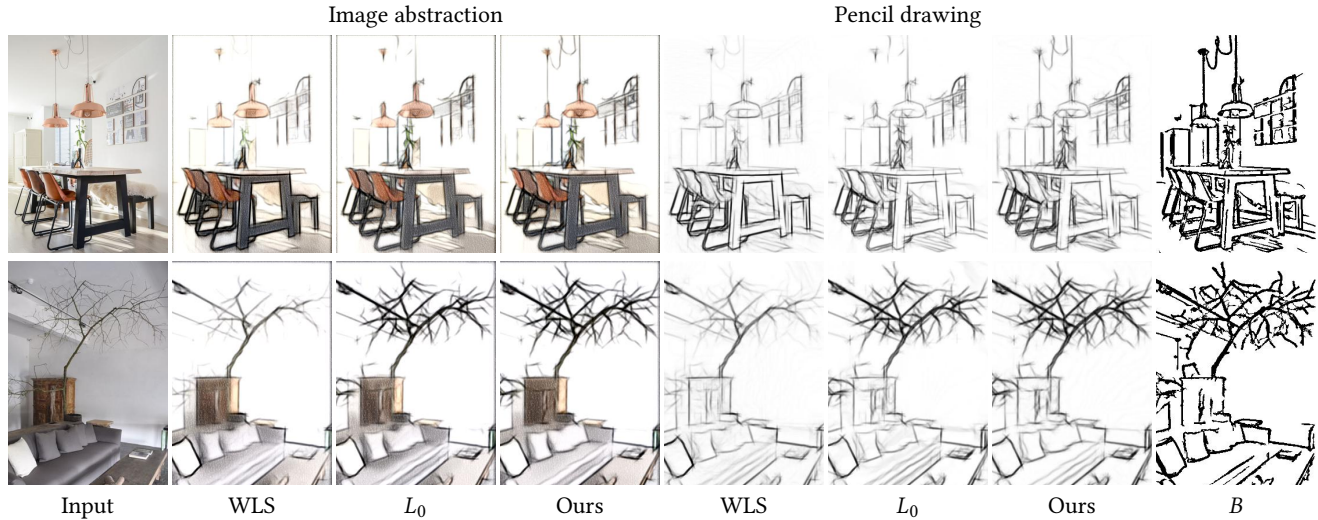 Image abstraction Pencil drawing
Input WLS L₀ Ours WLS L₀ Ours B